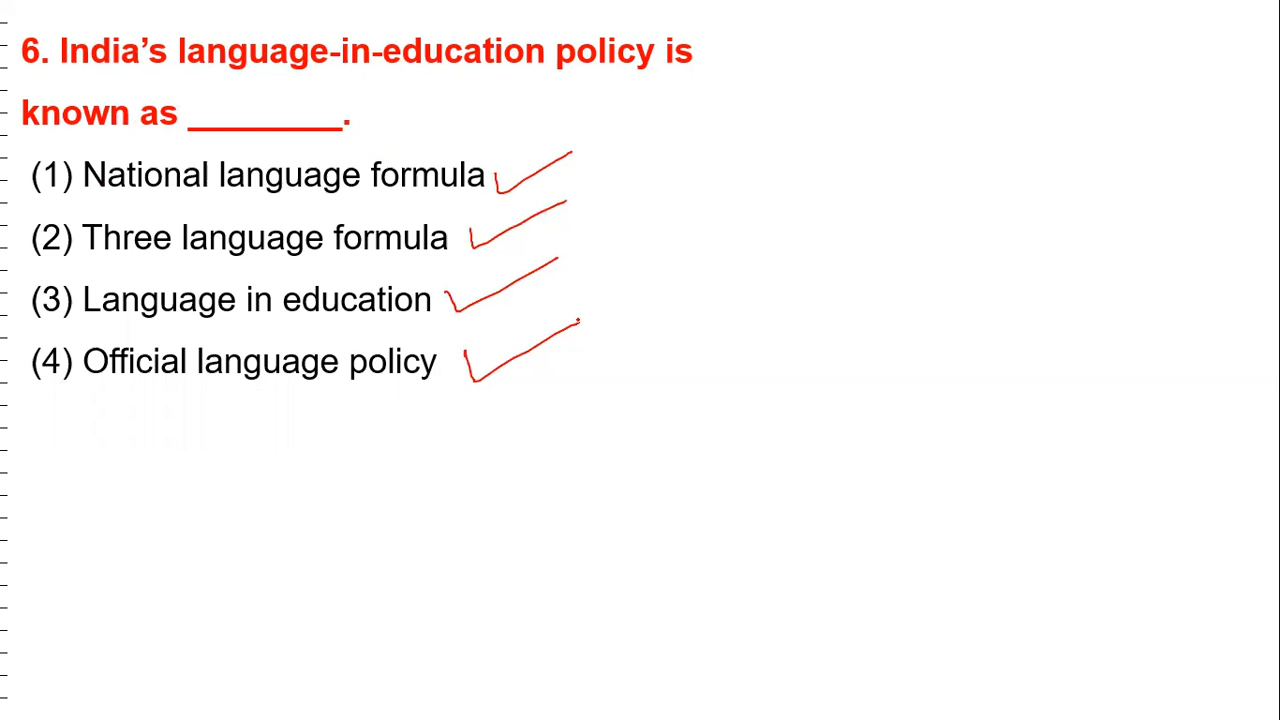 6. India’s language-in-education policy is
known as ________.
(1) National language formula
(2) Three language formula
(3) Language in education
(4) Official language policy